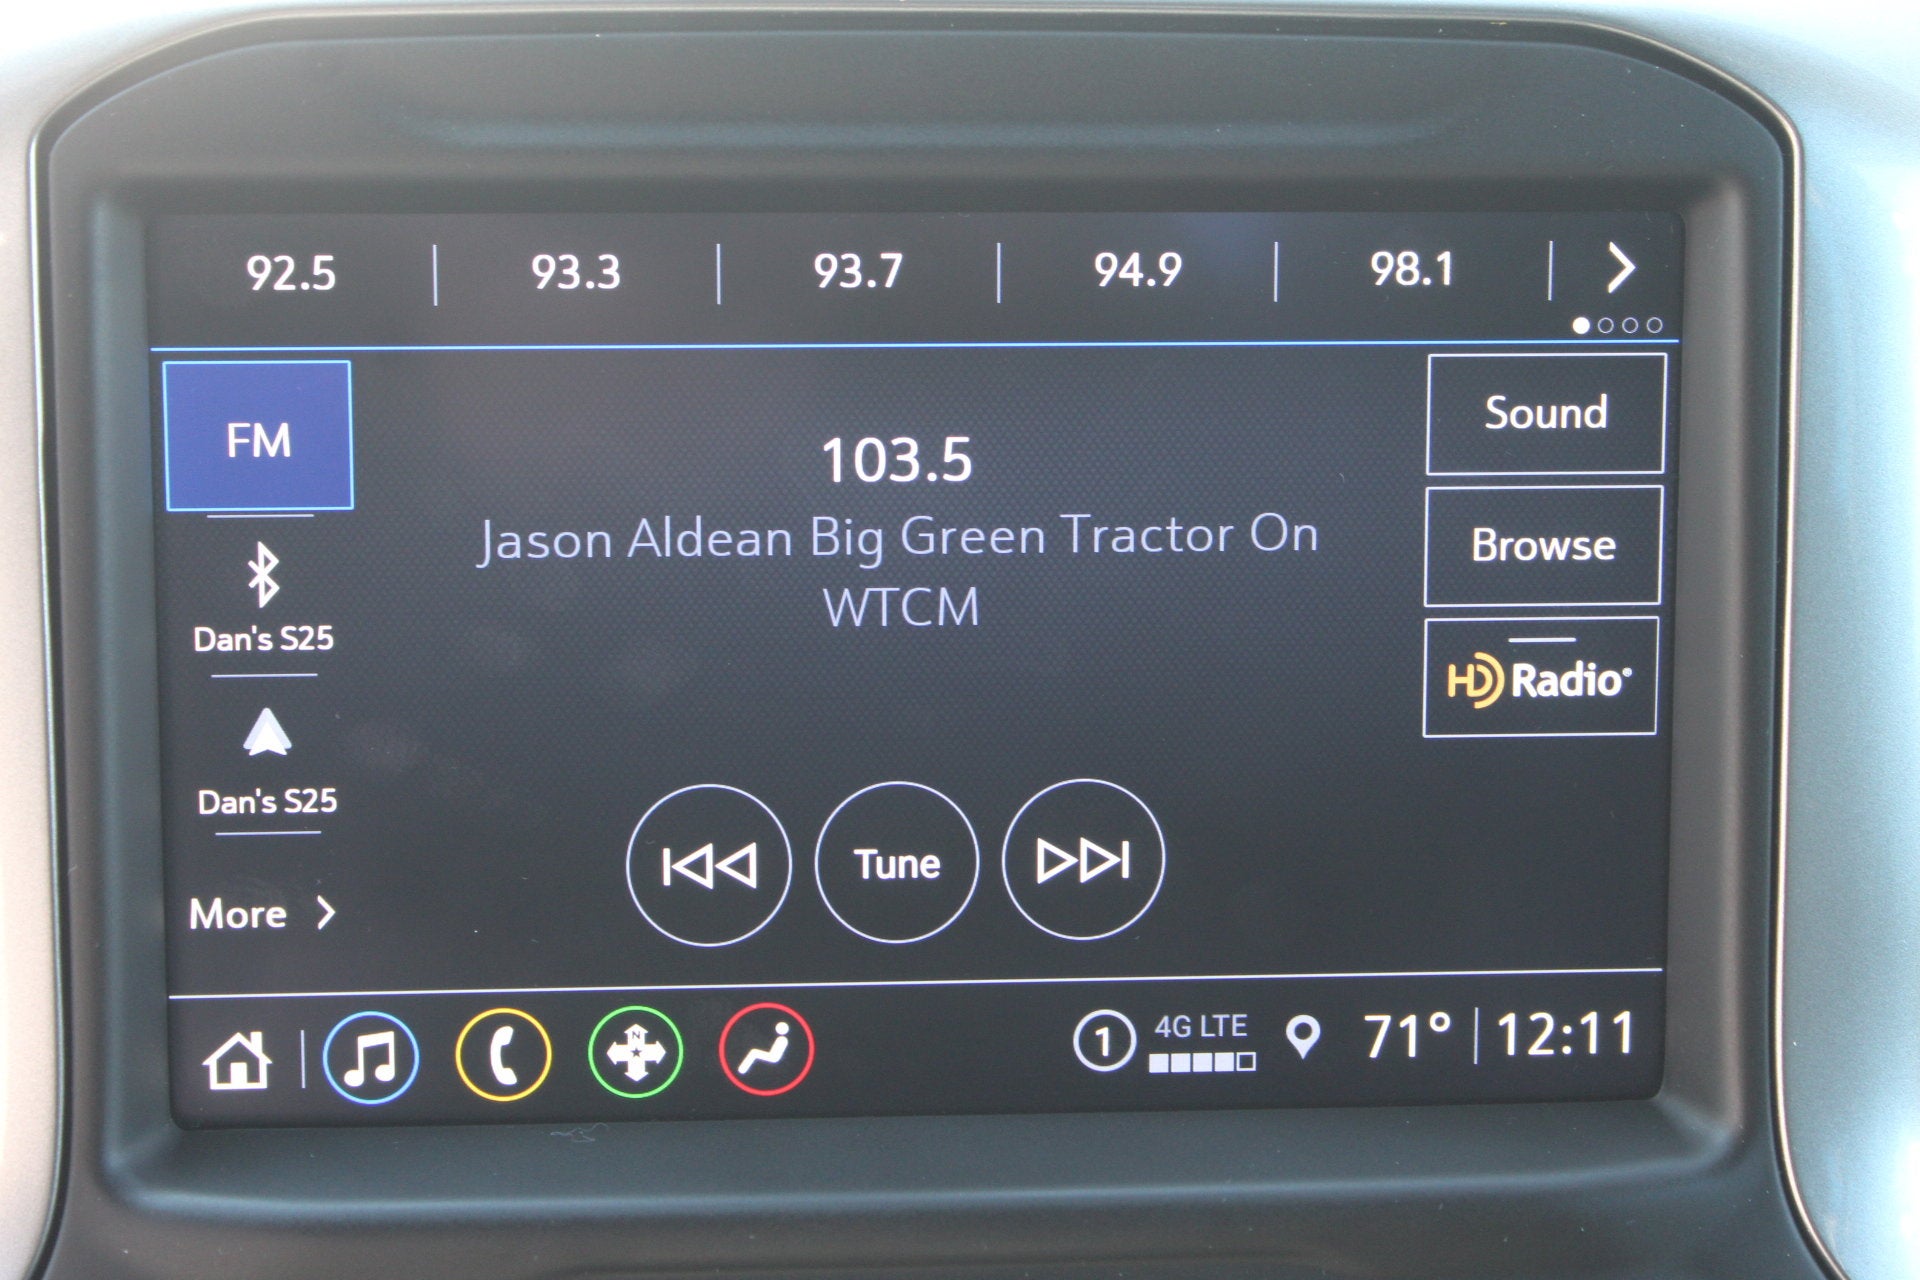 92.5 93.3 93.7 94.9 98.1
FM
103.5
Jason Aldean Big Green Tractor On
WTCM
Sound
Browse
HD Radio®
Dan's S25
Dan's S25
More
Tune
N
1 4G LTE 71° 12:11